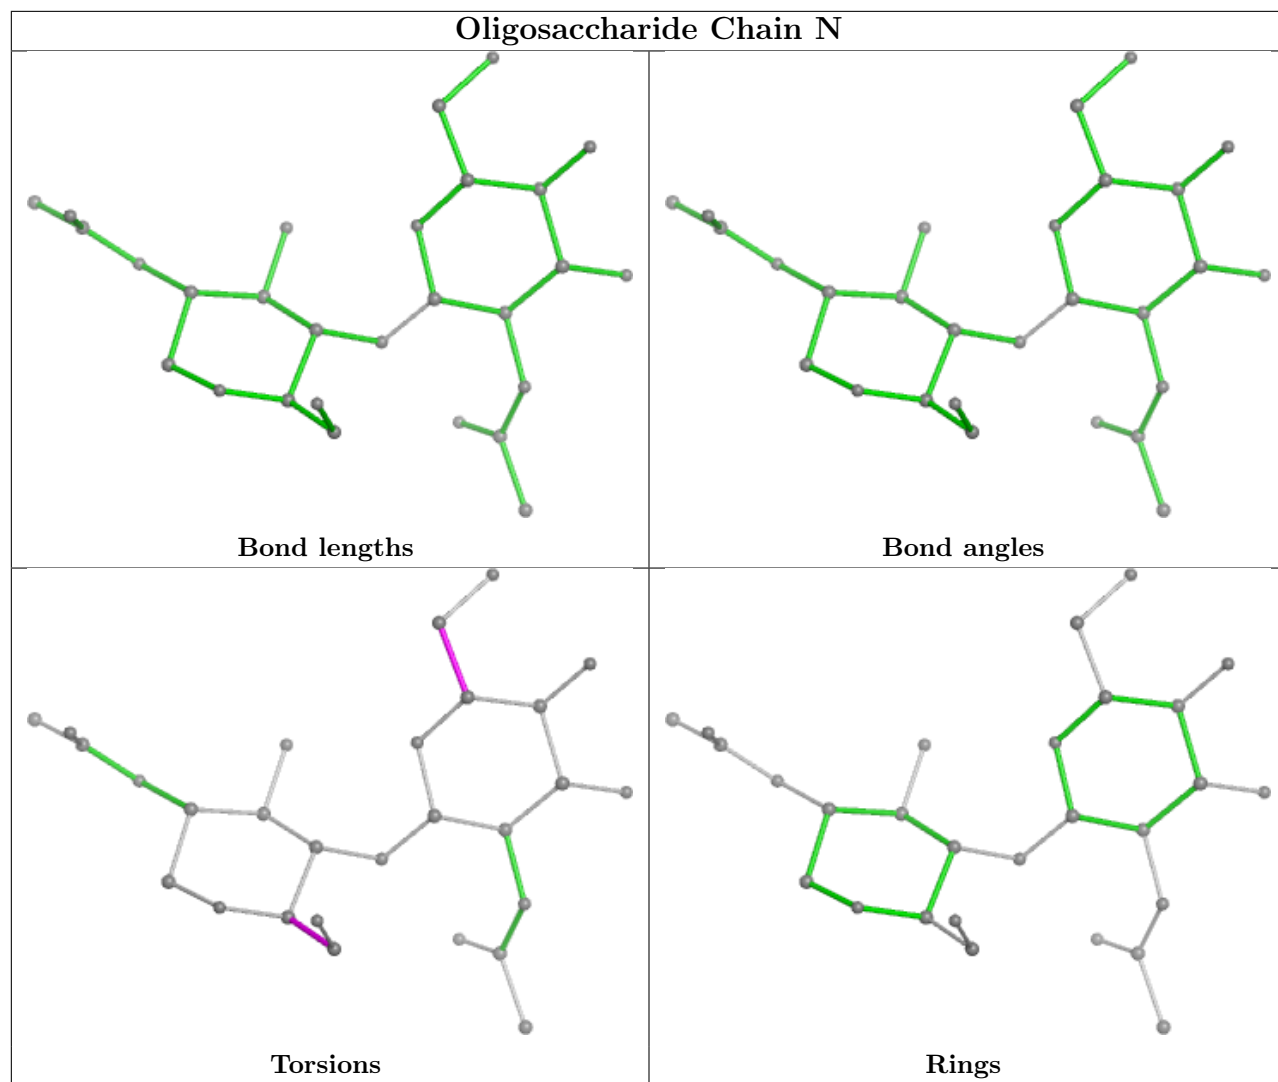 Oligosaccharide Chain N
Bond lengths
Bond angles
Torsions
Rings